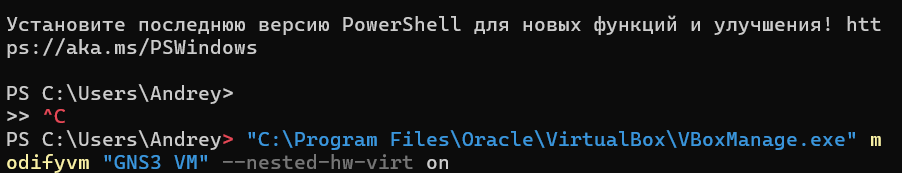 Установите последнюю версию PowerShell для новых функций и улучшения! htt
ps://aka.ms/PSWindows
PS C:\Users\Andrey>
>> ^C
PS C:\Users\Andrey> "C:\Program Files\Oracle\VirtualBox\VBoxManage.exe" m
odifyvm "GNS3 VM" --nested-hw-virt on